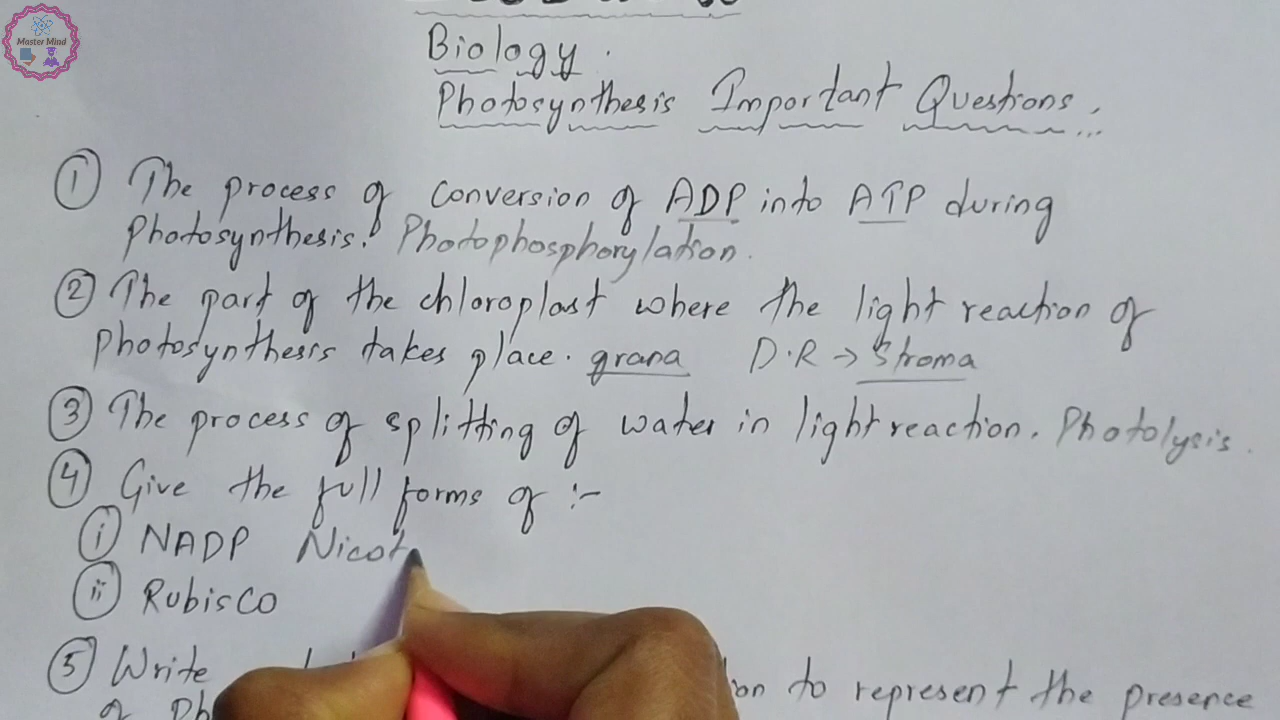 Master Mind
Biology.
Photosynthesis Important Questions,
① The process of conversion of ADP into ATP during
Photosynthesis. Photophosphorylation.
② The part of the chloroplast where the light reaction of
photosynthesis takes place. grana D.R → Stroma
③ The process of splitting of water in light reaction. Photolysis.
④ Give the full forms of :-
ⓘ NADP Nicot
ⅱ RubisCO
⑤ Write to represent the presence
of Ph